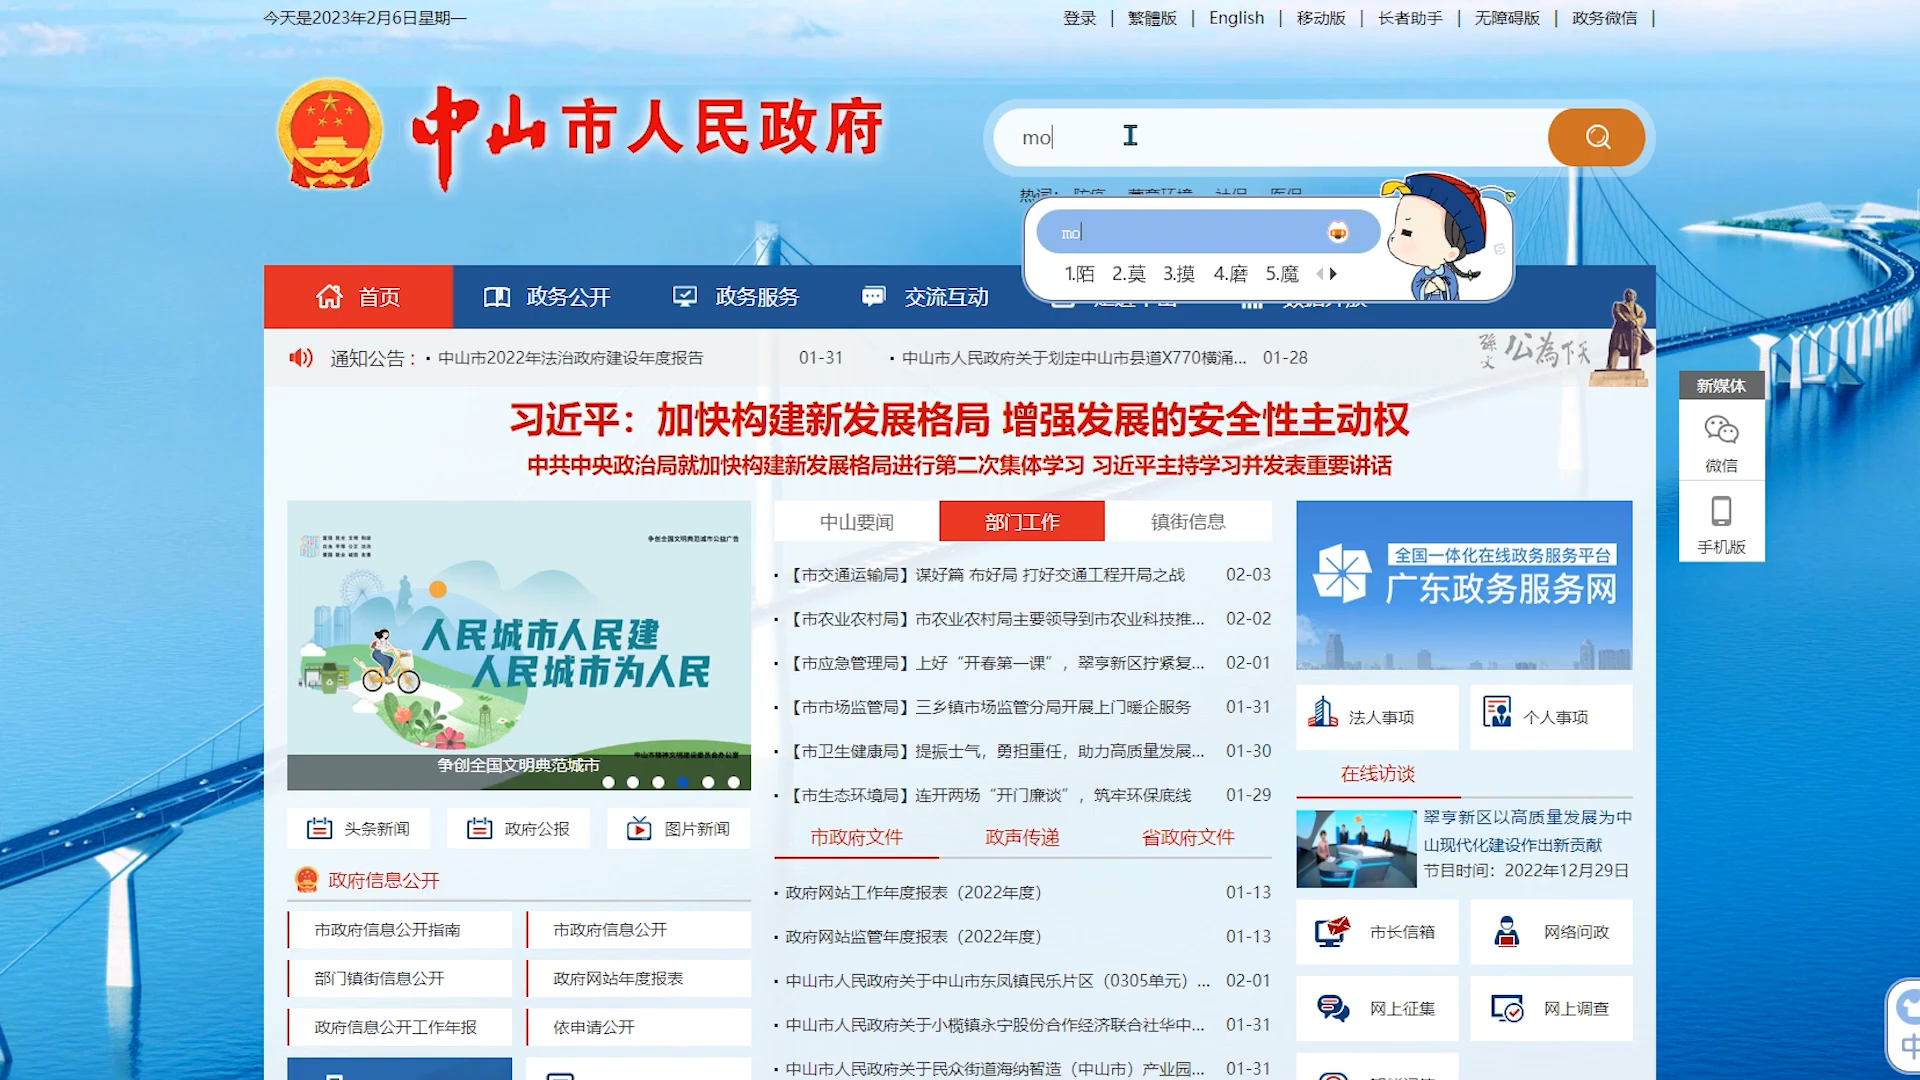 今天是2023年2月6日星期一
登录 | 繁體版 | English | 移动版 | 长者助手 | 无障碍版 | 政务微信 |
中山市人民政府
mo
mo
1.陌 2.莫 3.摸 4.磨 5.魔
首页 政务公开 政务服务 交流互动
通知公告： · 中山市2022年法治政府建设年度报告 01-31 · 中山市人民政府关于划定中山市县道X770横涌... 01-28
新媒体
微信
手机版
习近平：加快构建新发展格局 增强发展的安全性主动权
中共中央政治局就加快构建新发展格局进行第二次集体学习 习近平主持学习并发表重要讲话
争创全国文明典范城市公益广告
人民城市人民建
人民城市为人民
中山市精神文明建设委员会办公室
争创全国文明典范城市
头条新闻 政府公报 图片新闻
政府信息公开
市政府信息公开指南 市政府信息公开
部门镇街信息公开 政府网站年度报表
政府信息公开工作年报 依申请公开
中山要闻 部门工作 镇街信息
· 【市交通运输局】谋好篇 布好局 打好交通工程开局之战 02-03
· 【市农业农村局】市农业农村局主要领导到市农业科技推... 02-02
· 【市应急管理局】上好“开春第一课”，翠亨新区拧紧复... 02-01
· 【市市场监管局】三乡镇市场监管分局开展上门暖企服务 01-31
· 【市卫生健康局】提振士气，勇担重任，助力高质量发展... 01-30
· 【市生态环境局】连开两场“开门廉谈”，筑牢环保底线 01-29
市政府文件 政声传递 省政府文件
· 政府网站工作年度报表（2022年度） 01-13
· 政府网站监管年度报表（2022年度） 01-13
· 中山市人民政府关于中山市东凤镇民乐片区（0305单元）... 02-01
· 中山市人民政府关于小榄镇永宁股份合作经济联合社华中... 01-31
· 中山市人民政府关于民众街道海纳智造（中山市）产业园... 01-31
全国一体化在线政务服务平台
广东政务服务网
法人事项 个人事项
在线访谈
翠亨新区以高质量发展为中
山现代化建设作出新贡献
节目时间：2022年12月29日
市长信箱 网络问政
网上征集 网上调查
中